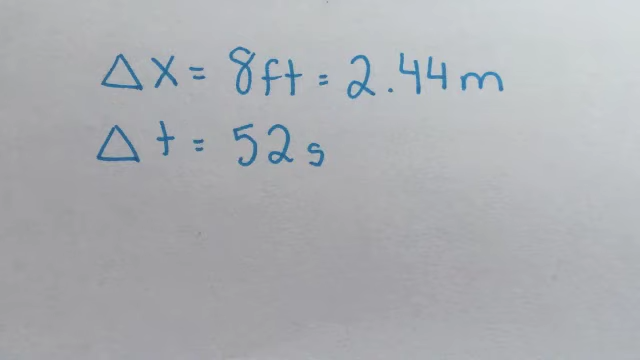 Δx = 8ft = 2.44m
Δt = 52s